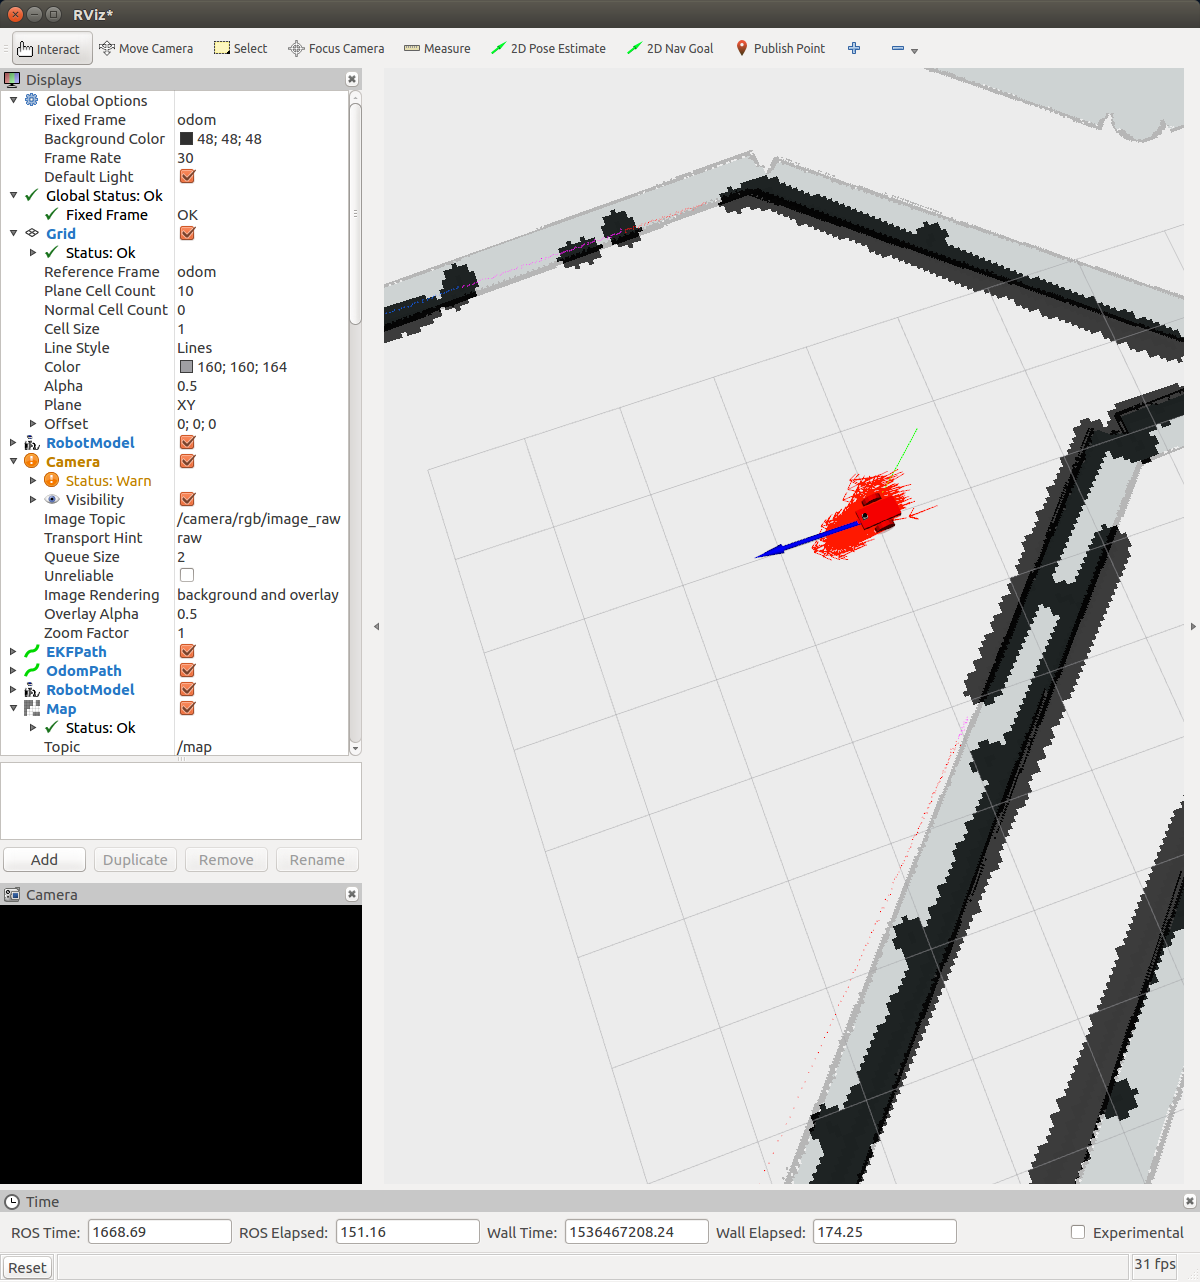 RViz*
Interact Move Camera Select Focus Camera Measure 2D Pose Estimate 2D Nav Goal Publish Point
Displays
Global Options
Fixed Frame odom
Background Color 48; 48; 48
Frame Rate 30
Default Light
Global Status: Ok
Fixed Frame OK
Grid
Status: Ok
Reference Frame odom
Plane Cell Count 10
Normal Cell Count 0
Cell Size 1
Line Style Lines
Color 160; 160; 164
Alpha 0.5
Plane XY
Offset 0; 0; 0
RobotModel
Camera
Status: Warn
Visibility
Image Topic /camera/rgb/image_raw
Transport Hint raw
Queue Size 2
Unreliable
Image Rendering background and overlay
Overlay Alpha 0.5
Zoom Factor 1
EKFPath
OdomPath
RobotModel
Map
Status: Ok
Topic /map
Add Duplicate Remove Rename
Camera
Time
ROS Time: 1668.69 ROS Elapsed: 151.16 Wall Time: 1536467208.24 Wall Elapsed: 174.25 Experimental
Reset 31 fps